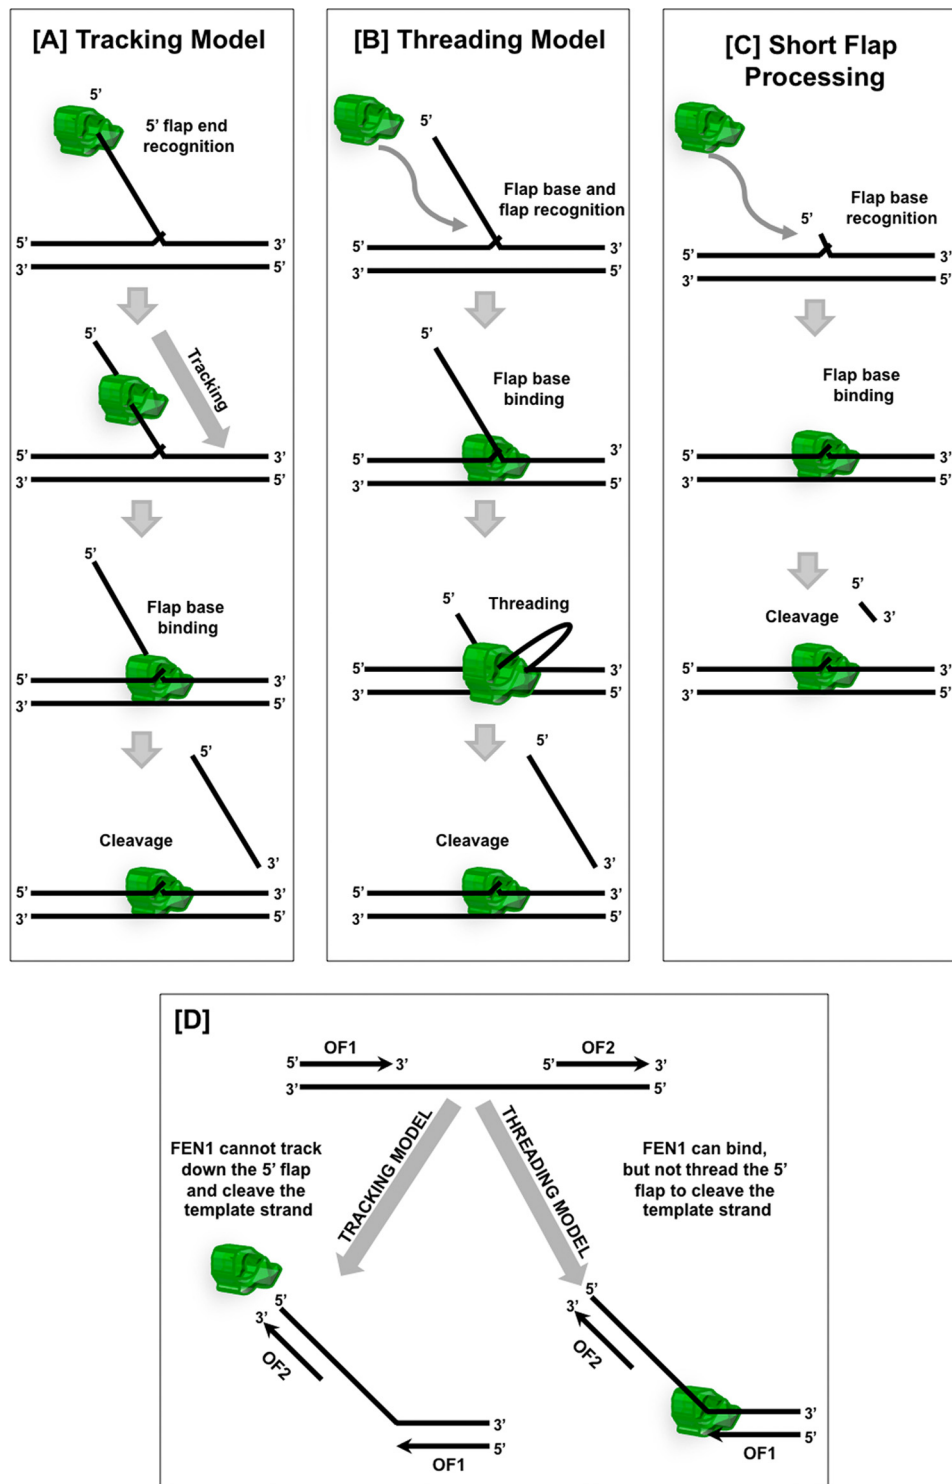 [A] Tracking Model
5’
5’ flap end
recognition
5’
3’
3’
5’
5’
Tracking
5’
3’
3’
5’
5’
Flap base
binding
5’
3’
3’
5’
5’
Cleavage
3’
5’
3’
3’
5’
[B] Threading Model
5’
Flap base and
flap recognition
5’
3’
3’
5’
5’
Flap base
binding
3’
5’
3’
5’
Threading
5’
5’
3’
3’
5’
5’
Cleavage
3’
5’
3’
3’
5’
[C] Short Flap
Processing
Flap base
recognition
5’
5’
3’
3’
5’
Flap base
binding
5’
3’
3’
5’
5’
Cleavage
3’
5’
3’
3’
5’
[D]
OF1
OF2
5’
3’
5’
3’
3’
5’
TRACKING MODEL
THREADING MODEL
FEN1 cannot track
down the 5’ flap
and cleave the
template strand
FEN1 can bind,
but not thread the 5’
flap to cleave the
template strand
5’
3’
OF2
3’
5’
OF1
5’
3’
OF2
3’
5’
OF1